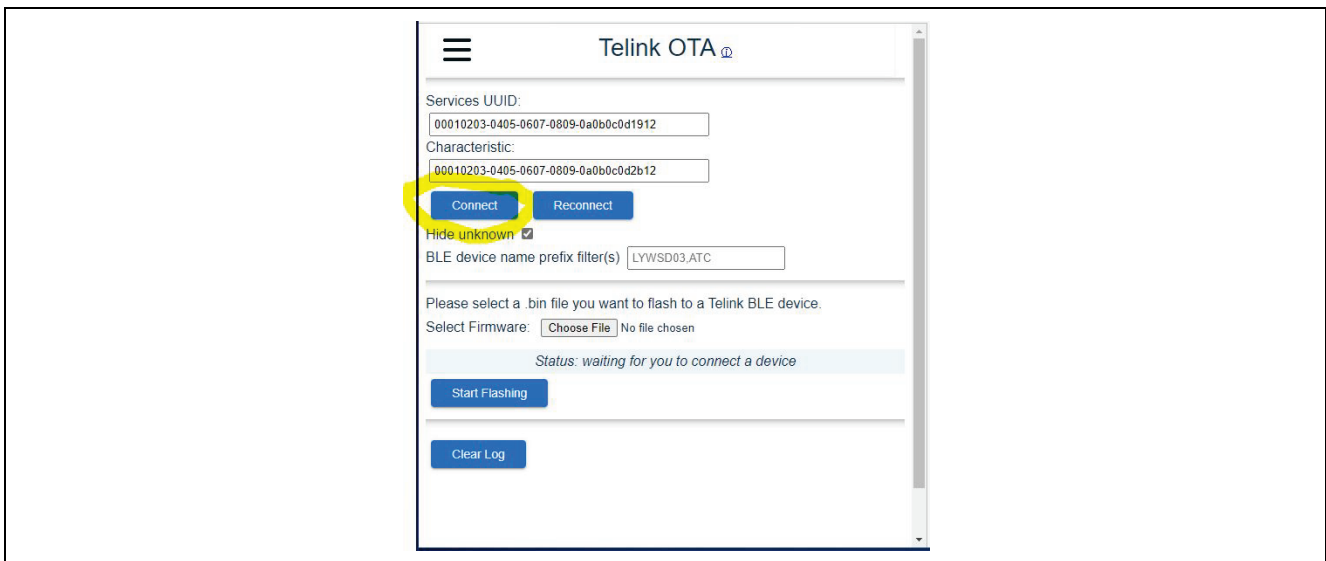 Telink OTA ⓘ
Services UUID:
00010203-0405-0607-0809-0a0b0c0d1912
Characteristic:
00010203-0405-0607-0809-0a0b0c0d2b12
Connect Reconnect
Hide unknown
BLE device name prefix filter(s) LYWSD03,ATC
Please select a .bin file you want to flash to a Telink BLE device.
Select Firmware: Choose File No file chosen
Status: waiting for you to connect a device
Start Flashing
Clear Log